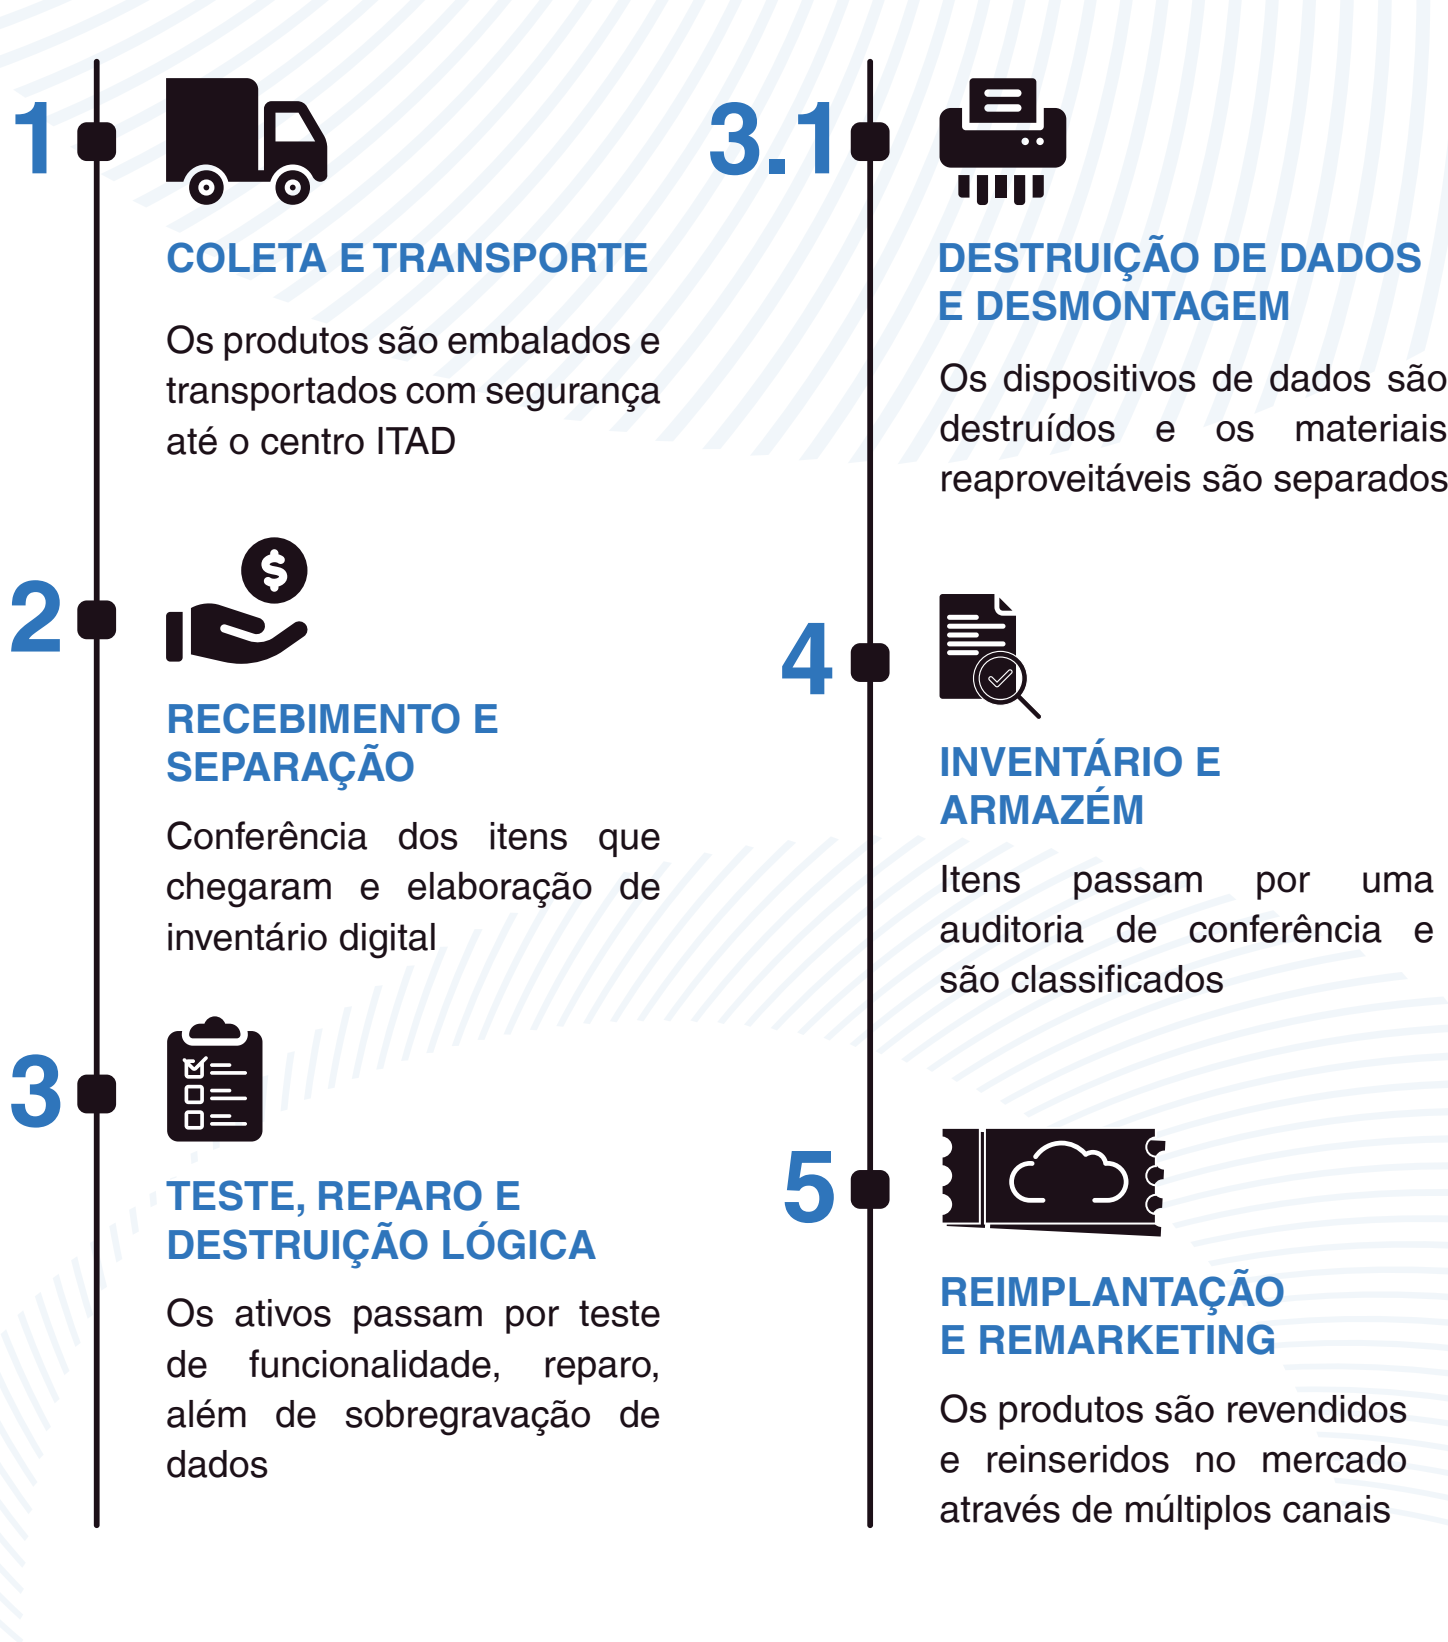 1
COLETA E TRANSPORTE
Os produtos são embalados e
transportados com segurança
até o centro ITAD
2
$
RECEBIMENTO E
SEPARAÇÃO
Conferência dos itens que
chegaram e elaboração de
inventário digital
3
TESTE, REPARO E
DESTRUIÇÃO LÓGICA
Os ativos passam por teste
de funcionalidade, reparo,
além de sobregravação de
dados
3.1
DESTRUIÇÃO DE DADOS
E DESMONTAGEM
Os dispositivos de dados são
destruídos e os materiais
reaproveitáveis são separados
4
INVENTÁRIO E
ARMAZÉM
Itens passam por uma
auditoria de conferência e
são classificados
5
REIMPLANTAÇÃO
E REMARKETING
Os produtos são revendidos
e reinseridos no mercado
através de múltiplos canais